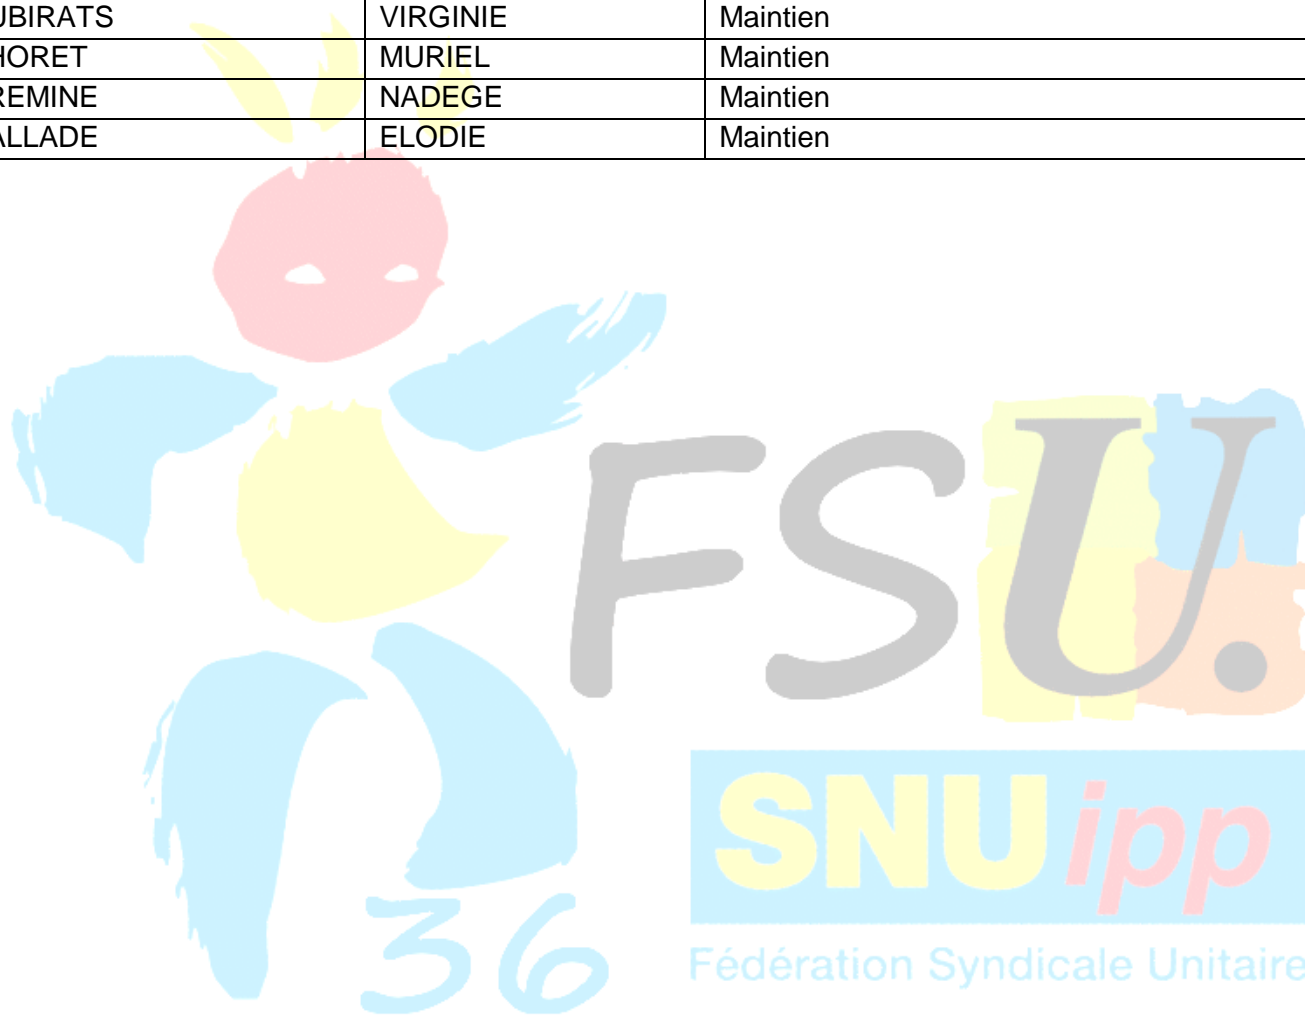 UBIRATS VIRGINIE Maintien
HORET MURIEL Maintien
REMINE NADEGE Maintien
ALLADE ELODIE Maintien
FSU.
SNUipp
36
Fédération Syndicale Unitaire